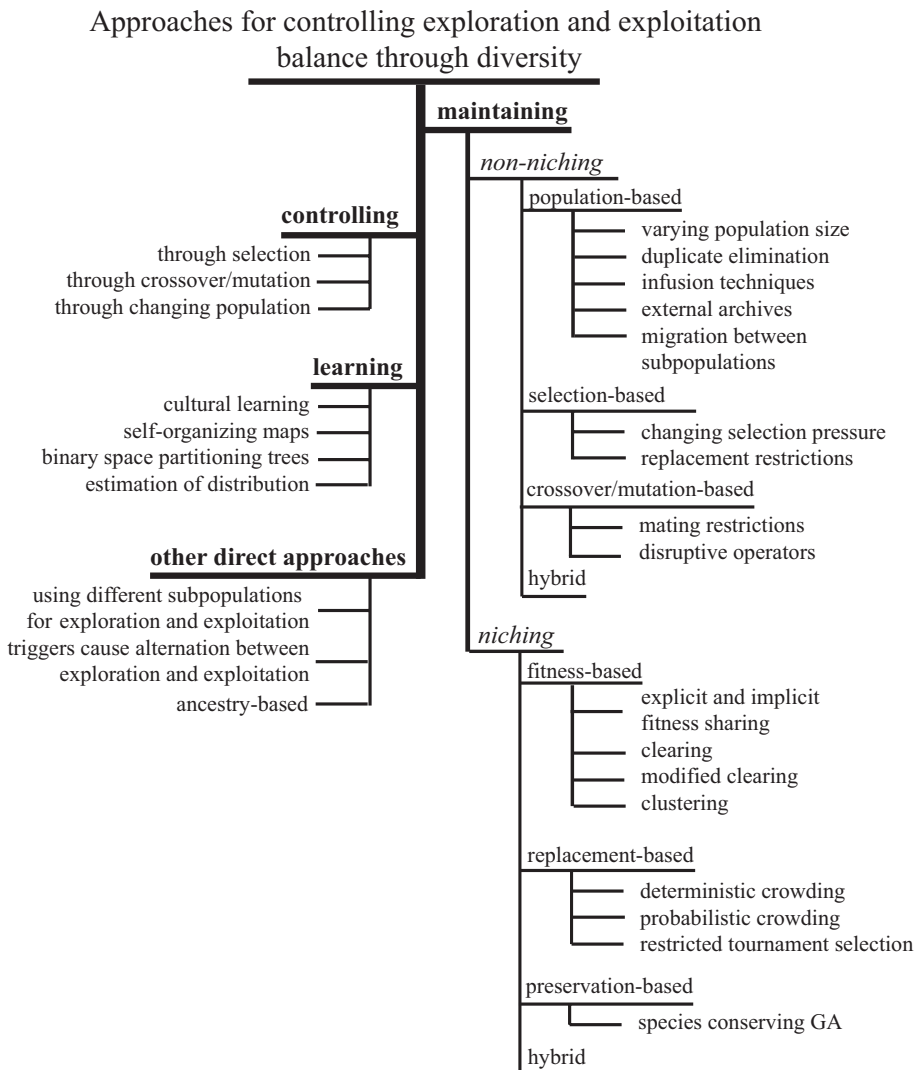 Approaches for controlling exploration and exploitation
balance through diversity
maintaining
non-niching
population-based
varying population size
duplicate elimination
infusion techniques
external archives
migration between
subpopulations
selection-based
changing selection pressure
replacement restrictions
crossover/mutation-based
mating restrictions
disruptive operators
hybrid
niching
fitness-based
explicit and implicit
fitness sharing
clearing
modified clearing
clustering
replacement-based
deterministic crowding
probabilistic crowding
restricted tournament selection
preservation-based
species conserving GA
hybrid
controlling
through selection
through crossover/mutation
through changing population
learning
cultural learning
self-organizing maps
binary space partitioning trees
estimation of distribution
other direct approaches
using different subpopulations
for exploration and exploitation
triggers cause alternation between
exploration and exploitation
ancestry-based